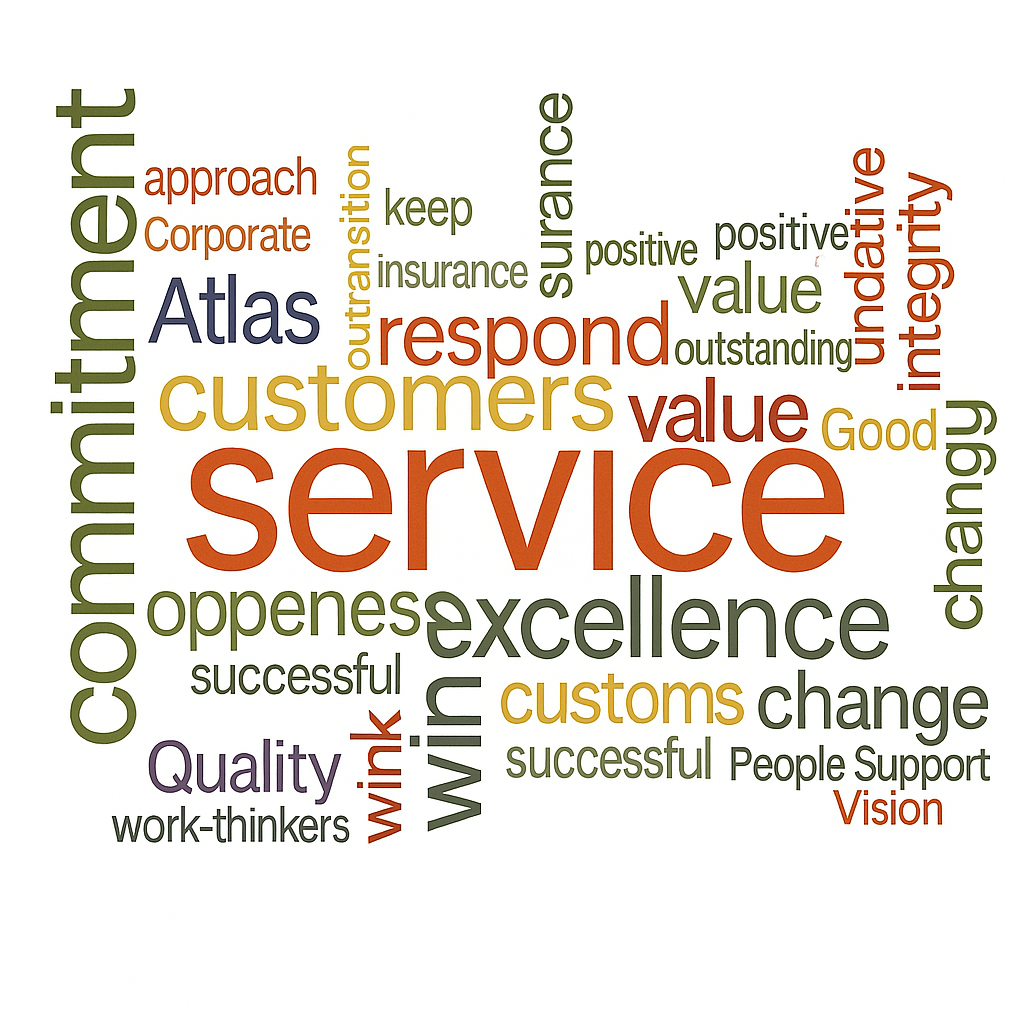 commitment
approach
Corporate
Atlas
outransition
keep
insurance
surance
positive
positive
value
undative
integrity
respond
outstanding
customers
value
Good
changy
service
oppenes
excellence
successful
win
customs
change
Quality
wink
successful
People Support
work-thinkers
Vision